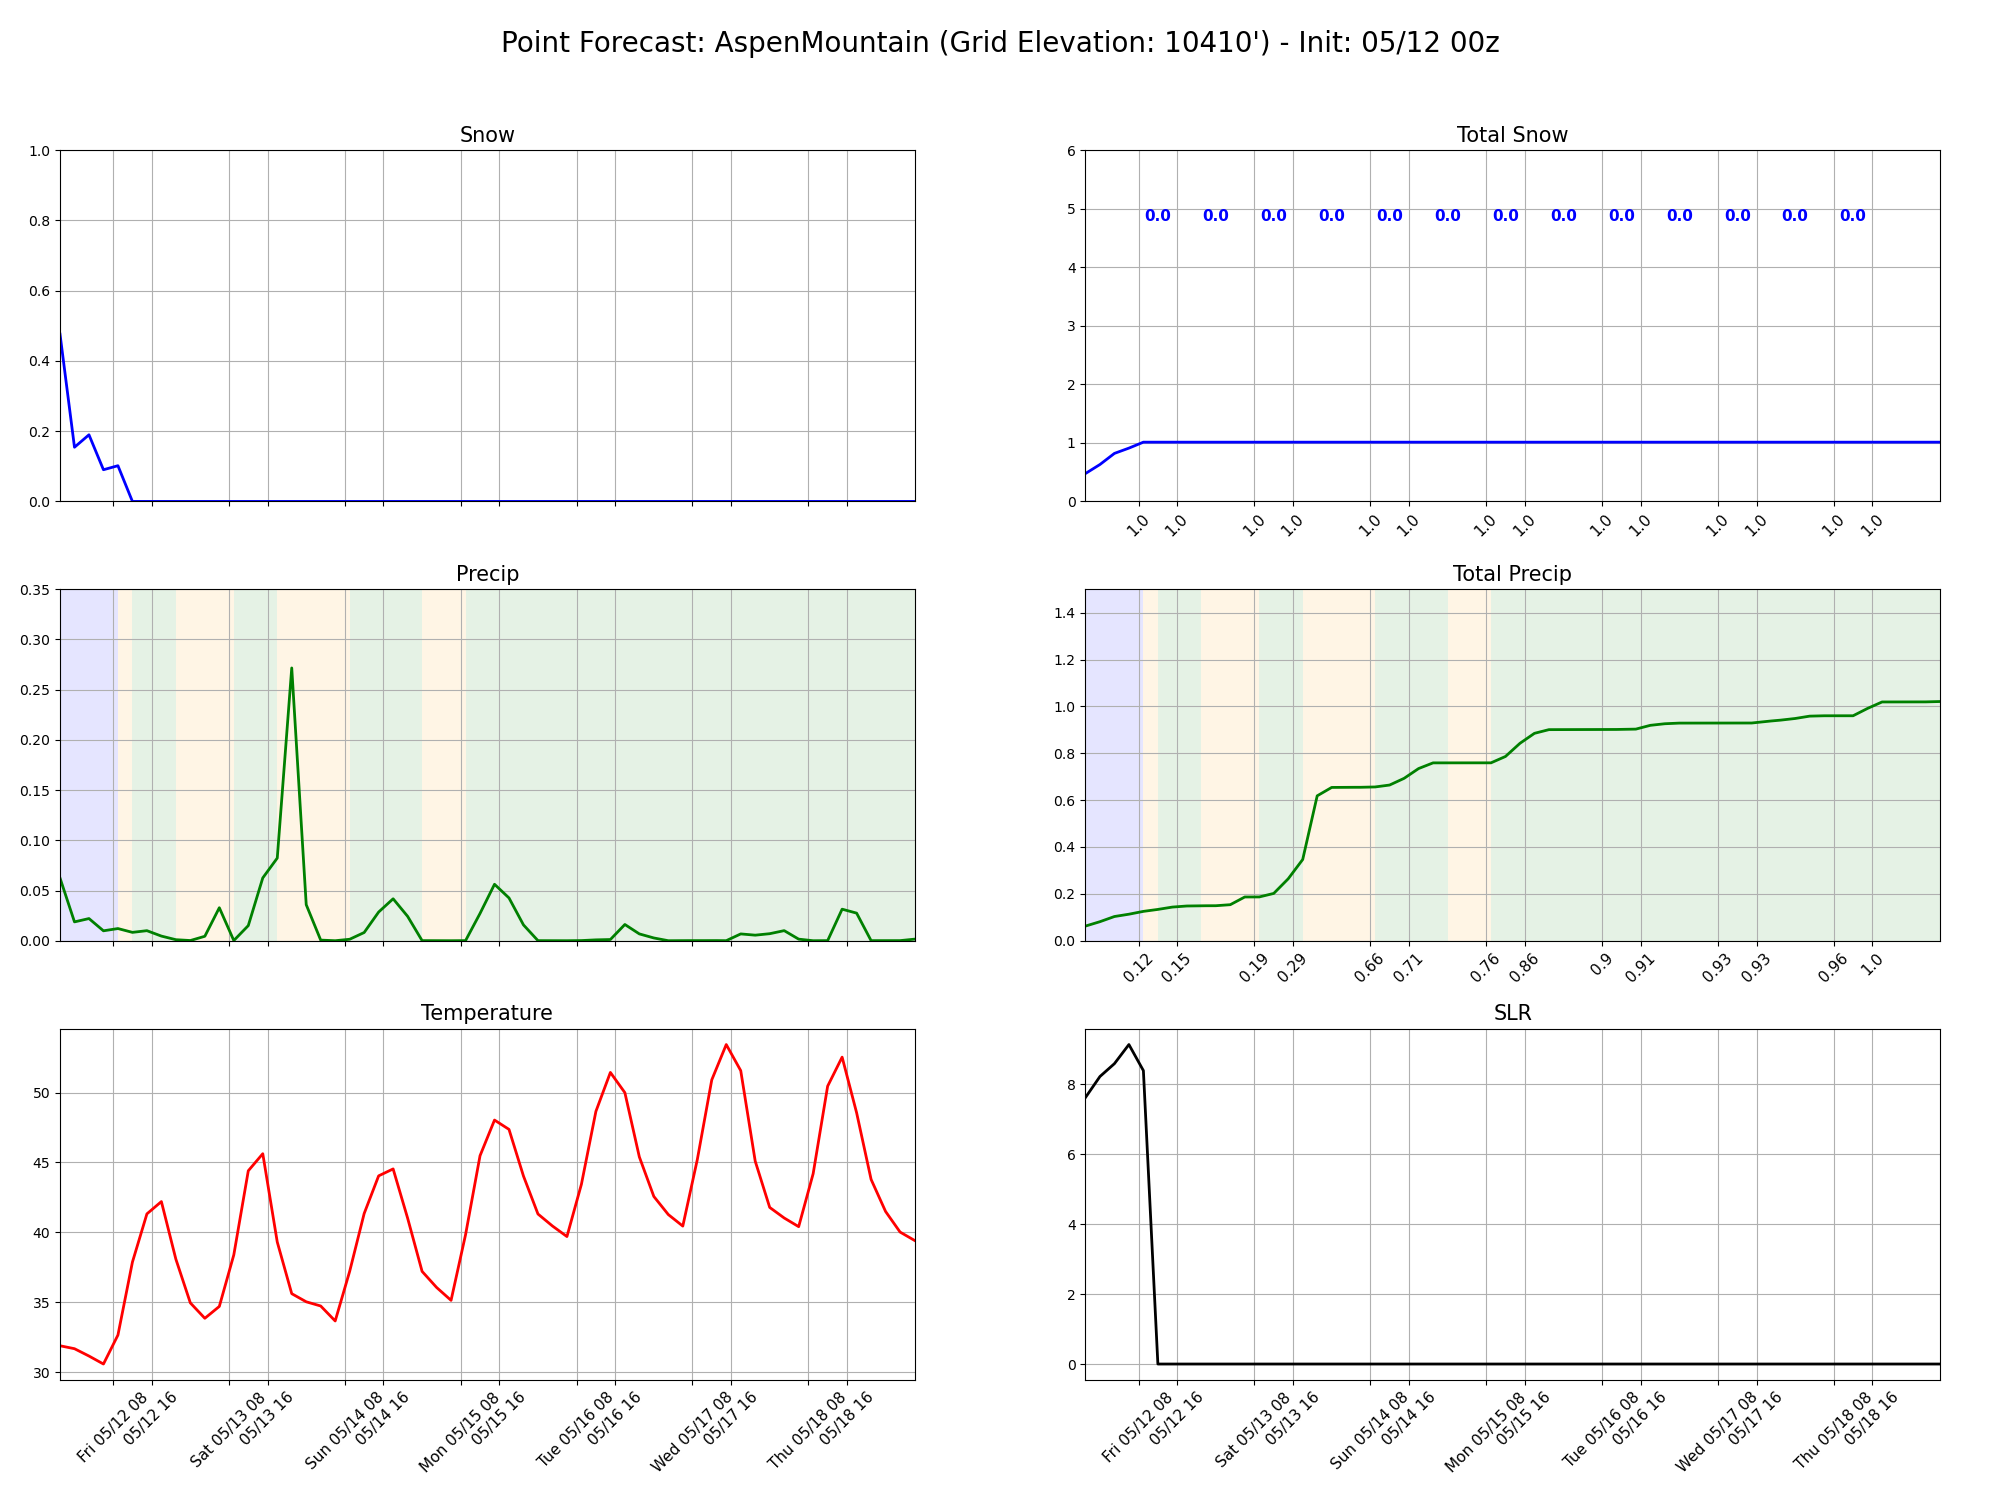 Point Forecast: AspenMountain (Grid Elevation: 10410') - Init: 05/12 00z
Snow
1.0
0.8
0.6
0.4
0.2
0.0
Total Snow
6
5
4
3
2
1
0
0.0 0.0 0.0 0.0 0.0 0.0 0.0 0.0 0.0 0.0 0.0 0.0 0.0
1.0 1.0 1.0 1.0 1.0 1.0 1.0 1.0 1.0 1.0 1.0 1.0 1.0 1.0
Precip
0.35
0.30
0.25
0.20
0.15
0.10
0.05
0.00
Total Precip
1.4
1.2
1.0
0.8
0.6
0.4
0.2
0.0
0.12 0.15 0.19 0.29 0.66 0.71 0.76 0.86 0.9 0.91 0.93 0.93 0.96 1.0
Temperature
50
45
40
35
30
Fri 05/12 08
05/12 16
Sat 05/13 08
05/13 16
Sun 05/14 08
05/14 16
Mon 05/15 08
05/15 16
Tue 05/16 08
05/16 16
Wed 05/17 08
05/17 16
Thu 05/18 08
05/18 16
SLR
8
6
4
2
0
Fri 05/12 08
05/12 16
Sat 05/13 08
05/13 16
Sun 05/14 08
05/14 16
Mon 05/15 08
05/15 16
Tue 05/16 08
05/16 16
Wed 05/17 08
05/17 16
Thu 05/18 08
05/18 16